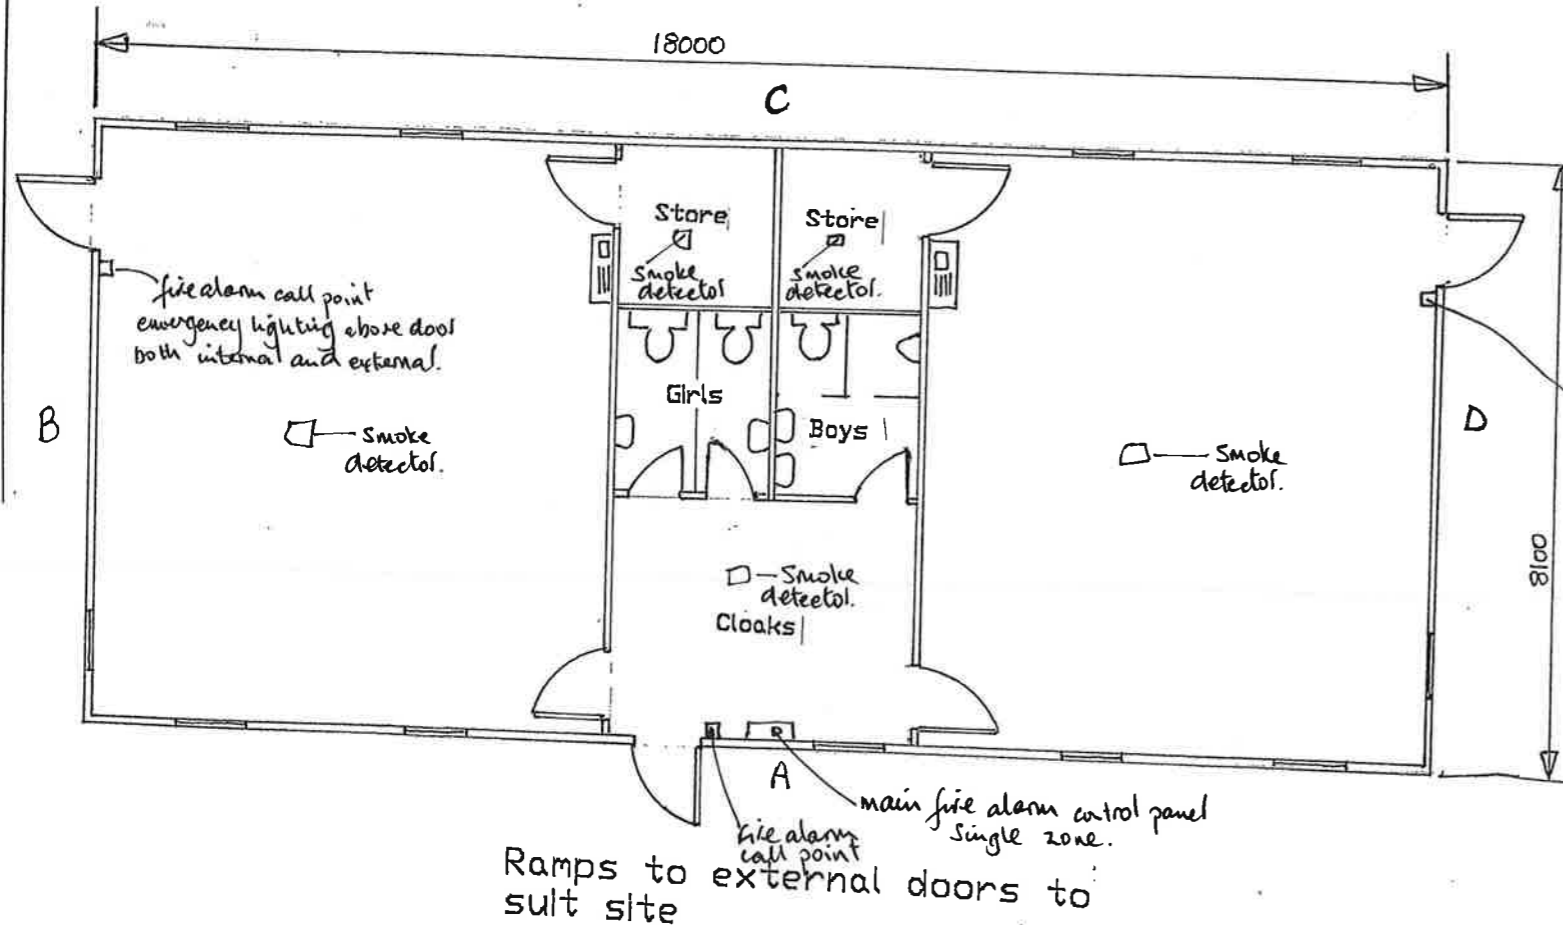 18000
C
Store
Store
Smoke
detector
Smoke
detector.
fire alarm call point
emergency lighting above door
both internal and external.
Girls
Boys
B
D
Smoke
detector.
Smoke
detector.
8100
Smoke
detector.
Cloaks
A
main fire alarm control panel
single zone.
fire alarm
call point
Ramps to external doors to
suit site